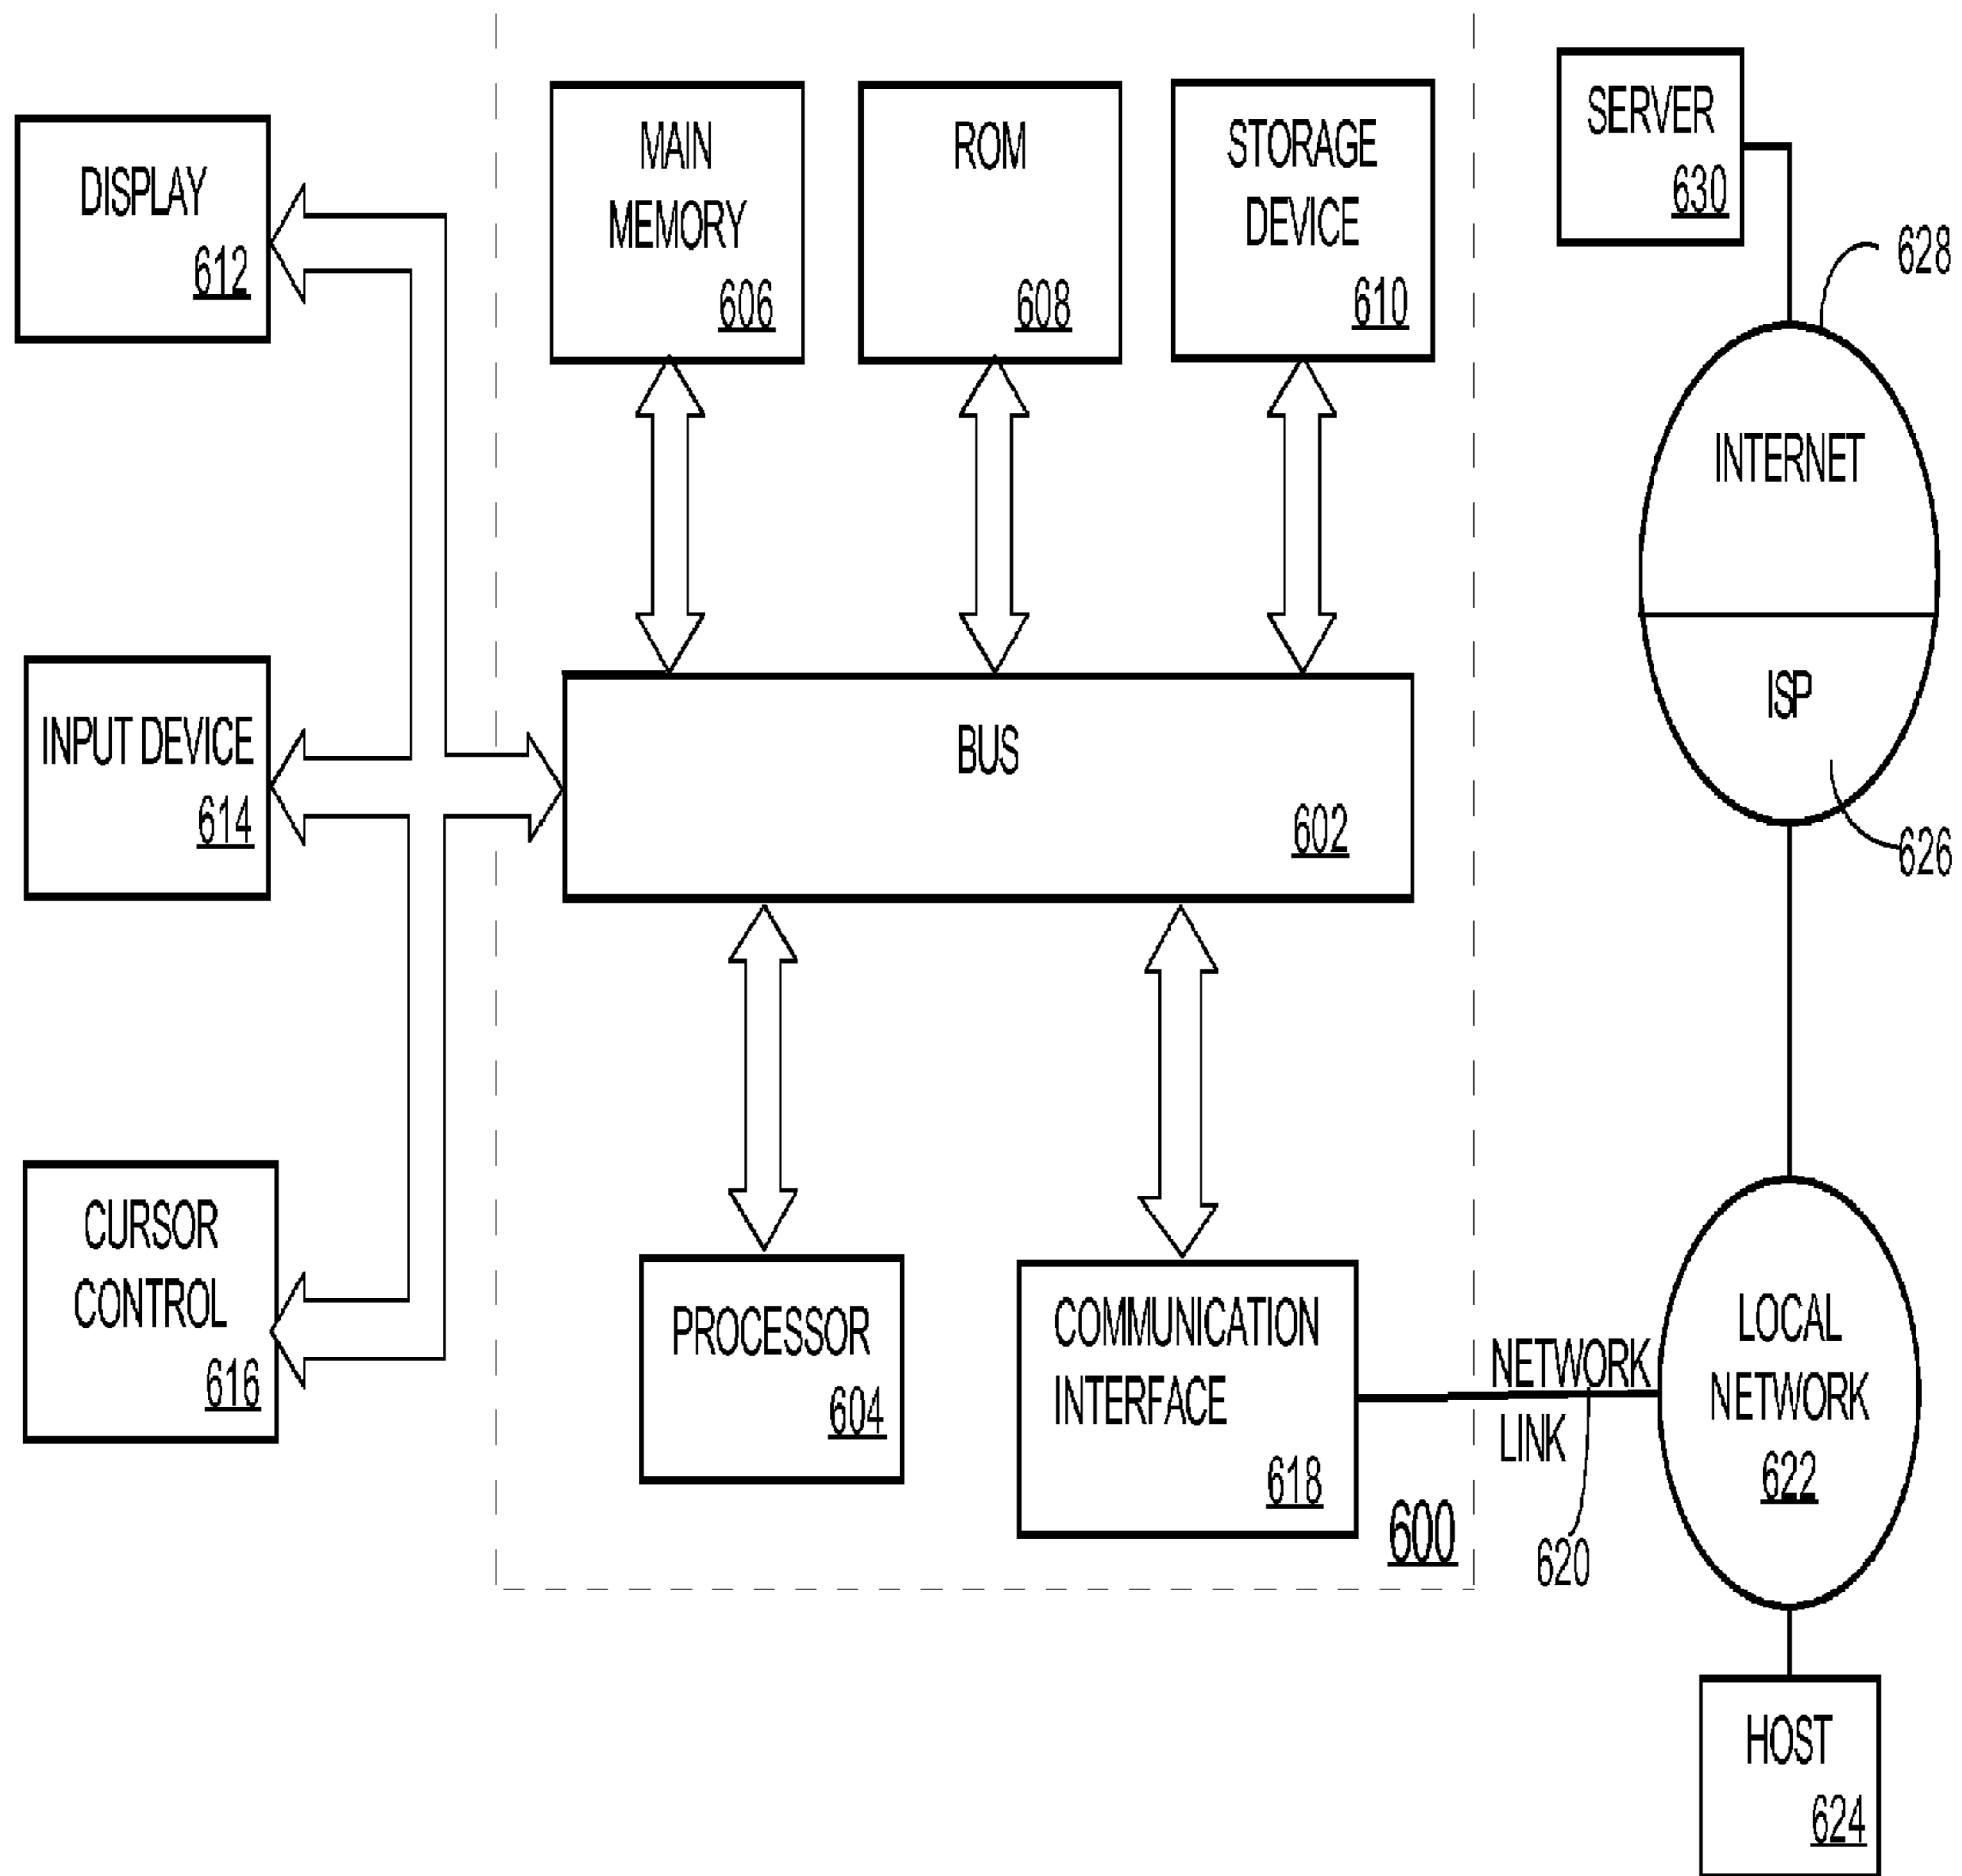 DISPLAY
612
MAIN
MEMORY
606
ROM
608
STORAGE
DEVICE
610
SERVER
630
628
INTERNET
ISP
626
INPUT DEVICE
614
BUS
602
CURSOR
CONTROL
616
PROCESSOR
604
COMMUNICATION
INTERFACE
618
600
NETWORK
LINK
620
LOCAL
NETWORK
622
HOST
624